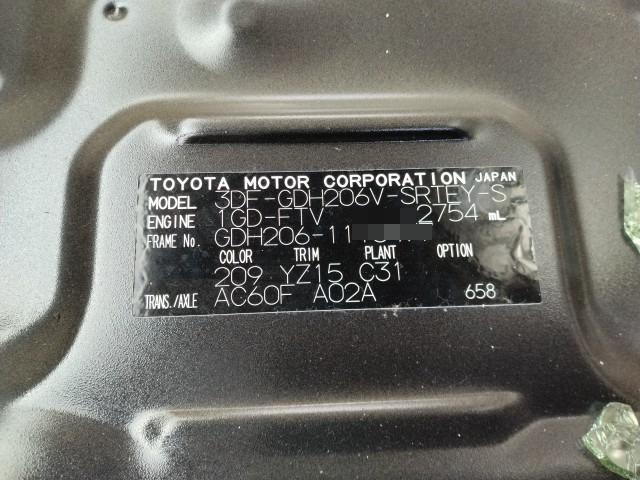 TOYOTA MOTOR CORPORATION JAPAN
MODEL 3DF-GDH206V-SRTEY-S
ENGINE 1GD-FTV 2754 mL
FRAME No. GDH206-11
COLOR TRIM PLANT OPTION
209 YZ15 C31
TRANS./AXLE AC60F A02A 658